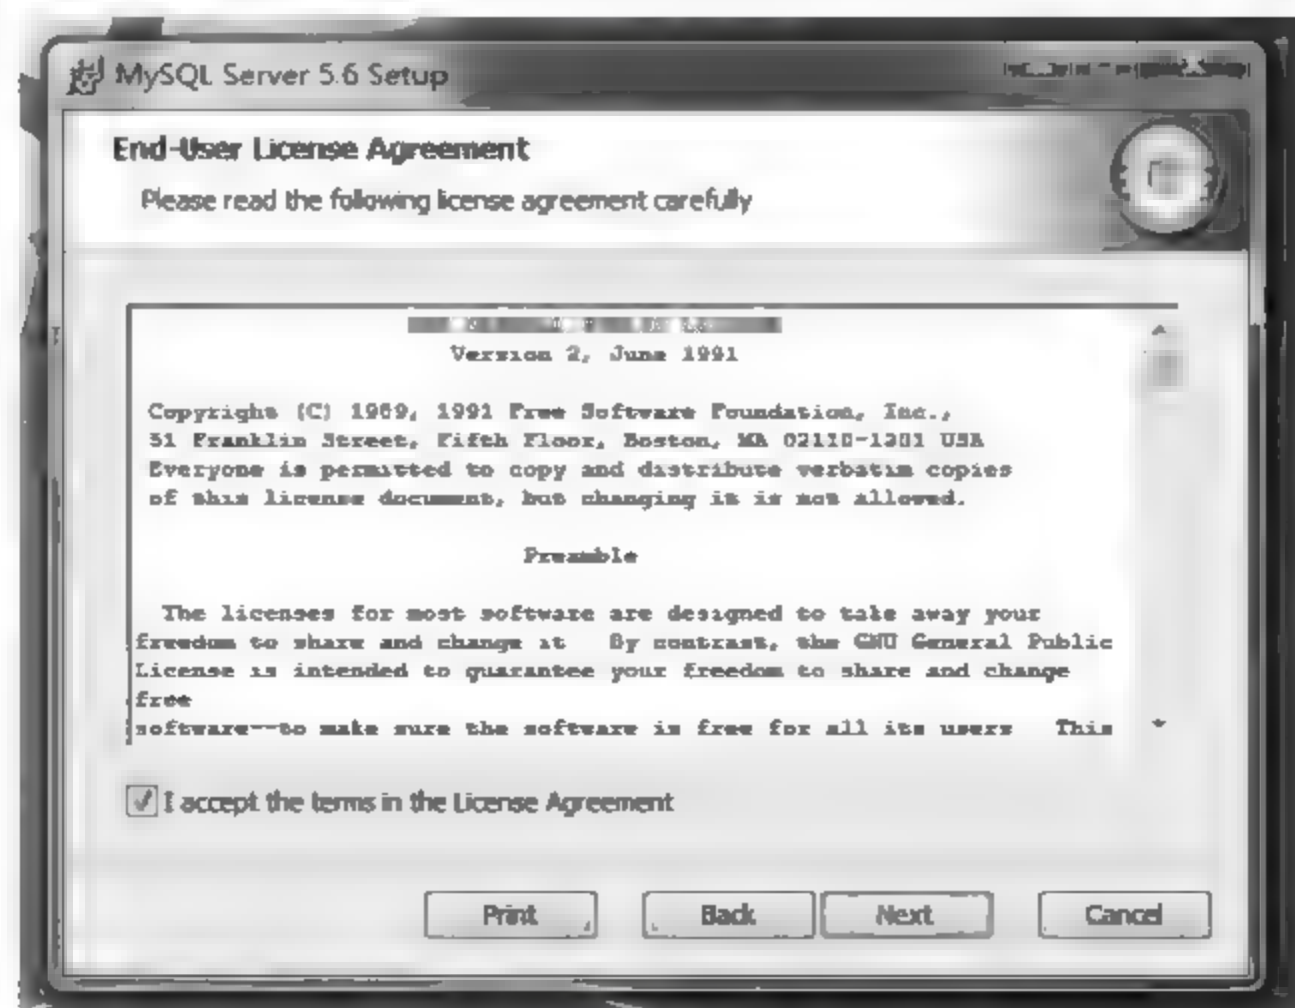 MySQL Server 5.6 Setup
End-User License Agreement
Please read the following license agreement carefully
Version 2, June 1991
Copyright (C) 1989, 1991 Free Software Foundation, Inc.,
51 Franklin Street, Fifth Floor, Boston, MA 02110-1301 USA
Everyone is permitted to copy and distribute verbatim copies
of this license document, but changing it is not allowed.
Preamble
The licenses for most software are designed to take away your
freedom to share and change it. By contrast, the GNU General Public
License is intended to guarantee your freedom to share and change
free
software--to make sure the software is free for all its users. This
I accept the terms in the License Agreement
Print
Back
Next
Cancel